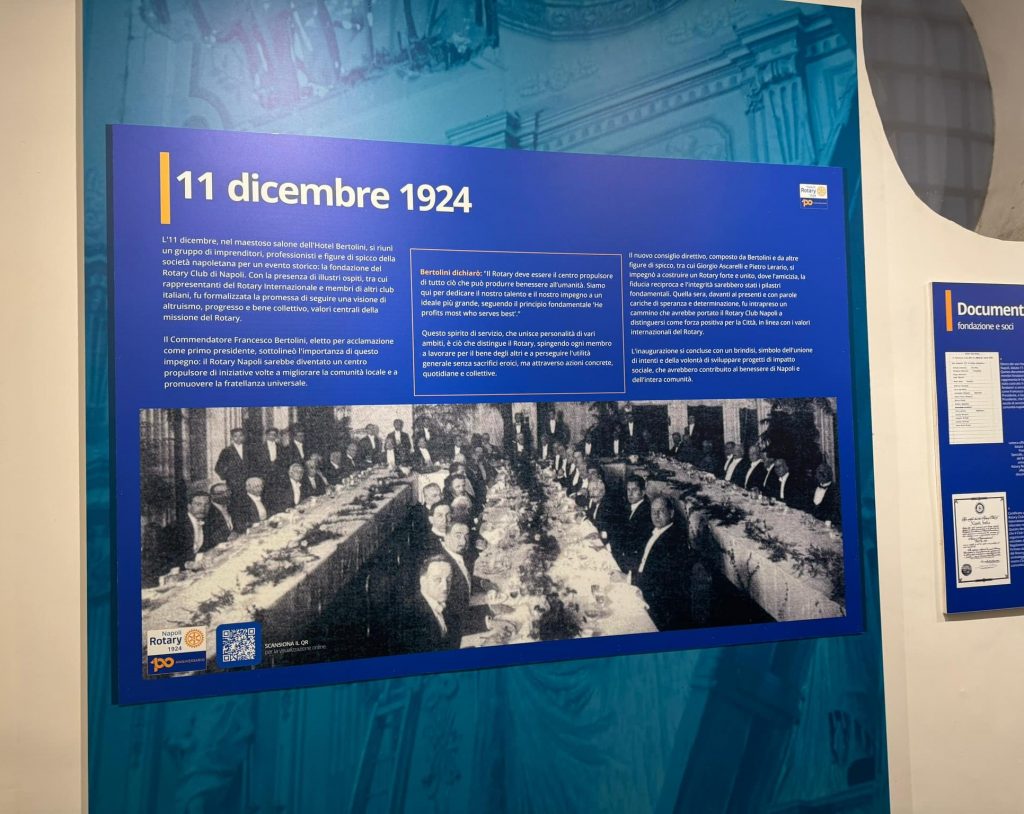 11 dicembre 1924
L'11 dicembre, nel maestoso salone dell'Hotel Bertolini, si riunì
un gruppo di imprenditori, professionisti e figure di spicco della
società napoletana per un evento storico: la fondazione del
Rotary Club di Napoli. Con la presenza di illustri ospiti, tra cui
rappresentanti del Rotary Internazionale e membri di altri club
italiani, fu formalizzata la promessa di seguire una visione di
altruismo, progresso e bene collettivo, valori centrali della
missione del Rotary.
Il Commendatore Francesco Bertolini, eletto per acclamazione
come primo presidente, sottolineò l'importanza di questo
impegno: il Rotary Napoli sarebbe diventato un centro
propulsore di iniziative volte a migliorare la comunità locale e a
promuovere la fratellanza universale.
Bertolini dichiarò: "Il Rotary deve essere il centro propulsore
di tutto ciò che può produrre benessere all'umanità. Siamo
qui per dedicare il nostro talento e il nostro impegno a un
ideale più grande, seguendo il principio fondamentale 'He
profits most who serves best'."
Questo spirito di servizio, che unisce personalità di vari
ambiti, è ciò che distingue il Rotary, spingendo ogni membro
a lavorare per il bene degli altri e a perseguire l'utilità
generale senza sacrifici eroici, ma attraverso azioni concrete,
quotidiane e collettive.
Il nuovo consiglio direttivo, composto da Bertolini e da altre
figure di spicco, tra cui Giorgio Ascarelli e Pietro Lerario, si
impegnò a costruire un Rotary forte e unito, dove l'amicizia, la
fiducia reciproca e l'integrità sarebbero stati i pilastri
fondamentali. Quella sera, davanti ai presenti e con parole
cariche di speranza e determinazione, fu intrapreso un
cammino che avrebbe portato il Rotary Club Napoli a
distinguersi come forza positiva per la Città, in linea con i valori
internazionali del Rotary.
L'inaugurazione si concluse con un brindisi, simbolo dell'unione
di intenti e della volontà di sviluppare progetti di impatto
sociale, che avrebbero contribuito al benessere di Napoli e
dell'intera comunità.
Rotary
100
Napoli
Rotary
1924
100 ANNIVERSARIO
SCANSIONA IL QR
per la visualizzazione online
Document
fondazione e soci